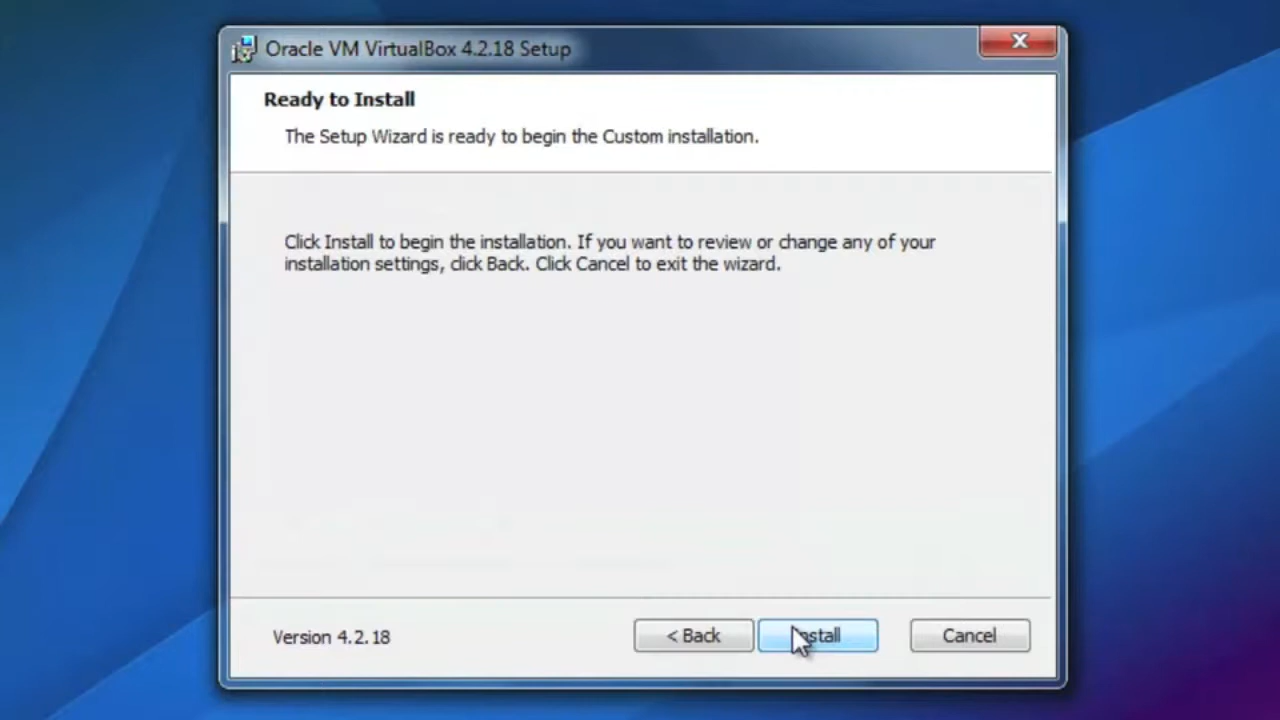 Oracle VM VirtualBox 4.2.18 Setup
Ready to Install
The Setup Wizard is ready to begin the Custom installation.
Click Install to begin the installation. If you want to review or change any of your
installation settings, click Back. Click Cancel to exit the wizard.
Version 4.2.18
< Back
Install
Cancel